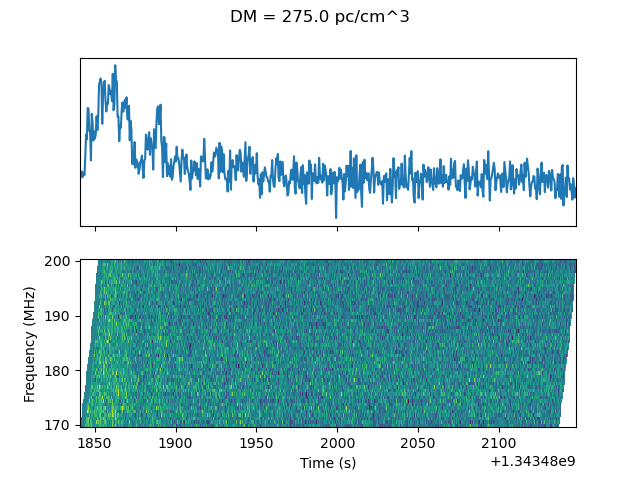 DM = 275.0 pc/cm^3
200
190
180
170
Frequency (MHz)
1850 1900 1950 2000 2050 2100
Time (s)
+1.34348e9